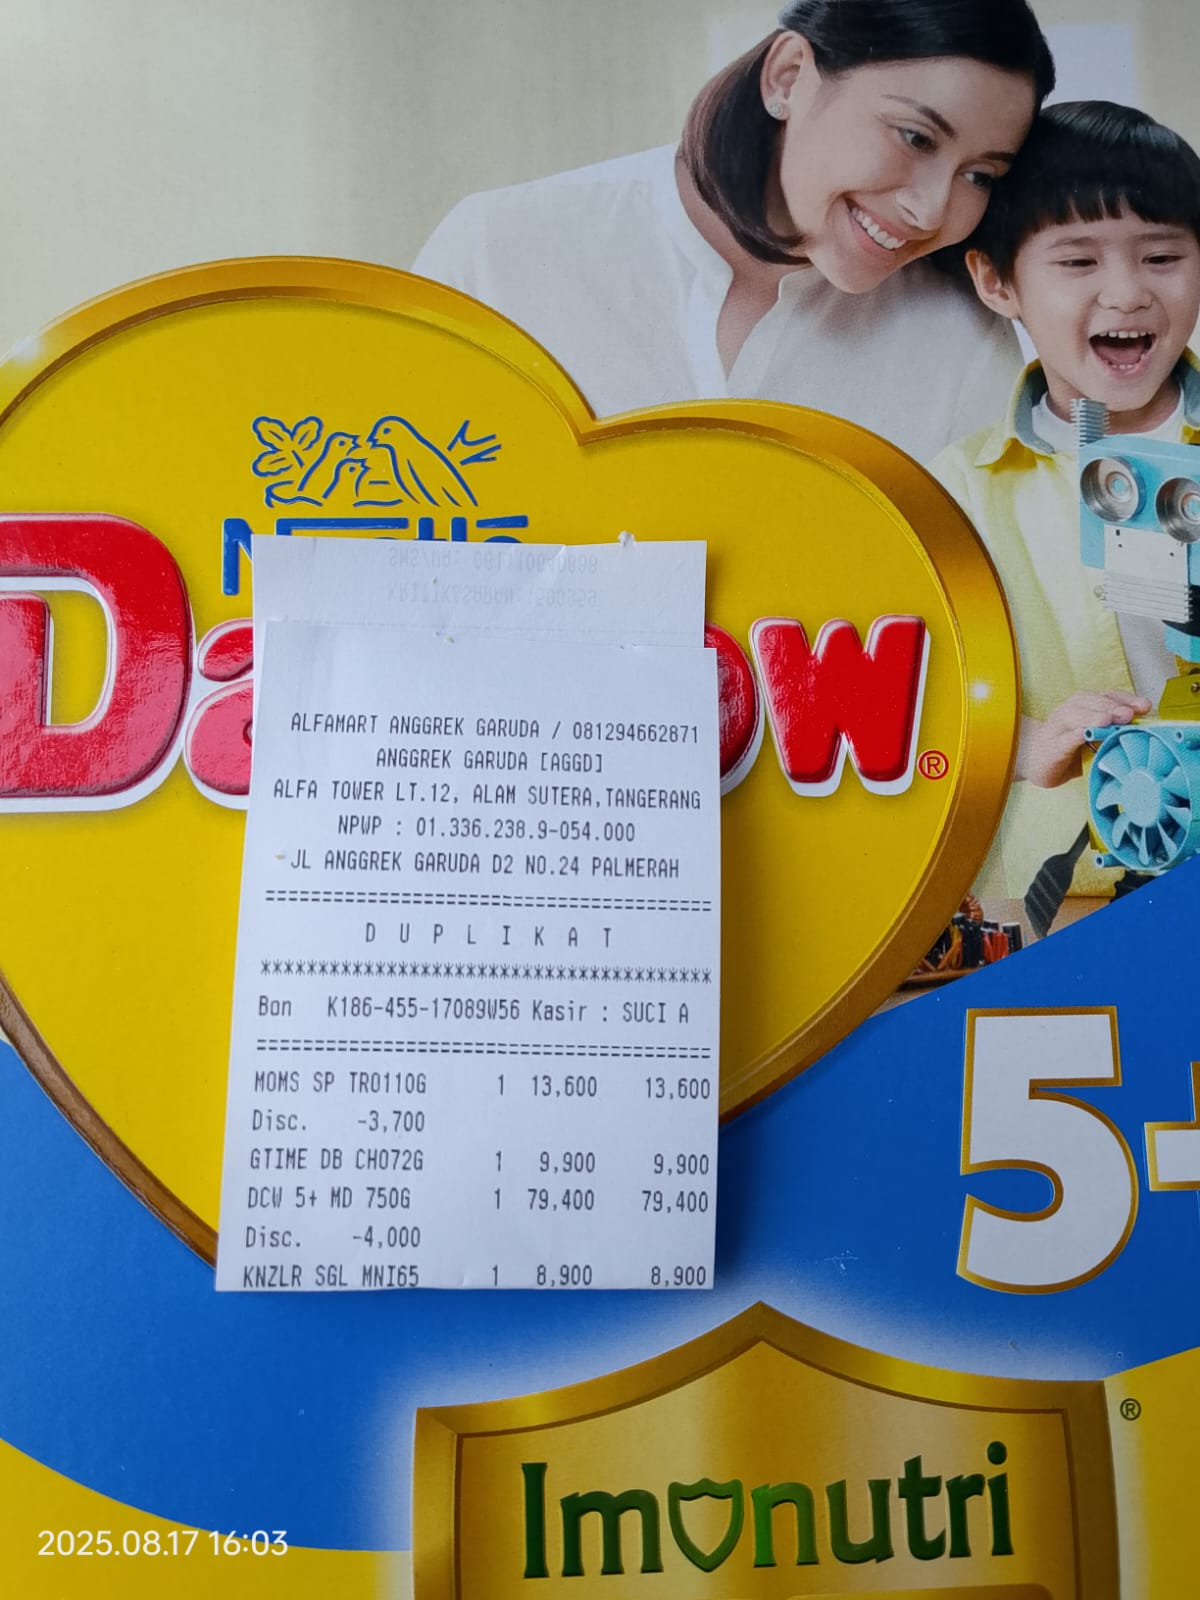 Nestlé
Da ow®
ALFAMART ANGGREK GARUDA / 081294662871
ANGGREK GARUDA [AGGD]
ALFA TOWER LT.12, ALAM SUTERA,TANGERANG
NPWP : 01.336.238.9-054.000
JL ANGGREK GARUDA D2 NO.24 PALMERAH
=======================================
D U P L I K A T
***************************************
Bon K186-455-17089W56 Kasir : SUCI A
=======================================
MOMS SP TRO110G 1 13,600 13,600
Disc. -3,700
GTIME DB CHO72G 1 9,900 9,900
DCW 5+ MD 750G 1 79,400 79,400
Disc. -4,000
KNZLR SGL MNI65 1 8,900 8,900
5+
Imunutri®
2025.08.17 16:03